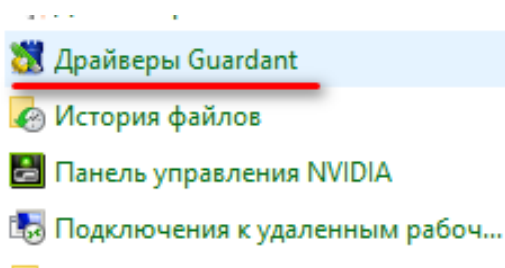 Драйверы Guardant
История файлов
Панель управления NVIDIA
Подключения к удаленным рабоч...